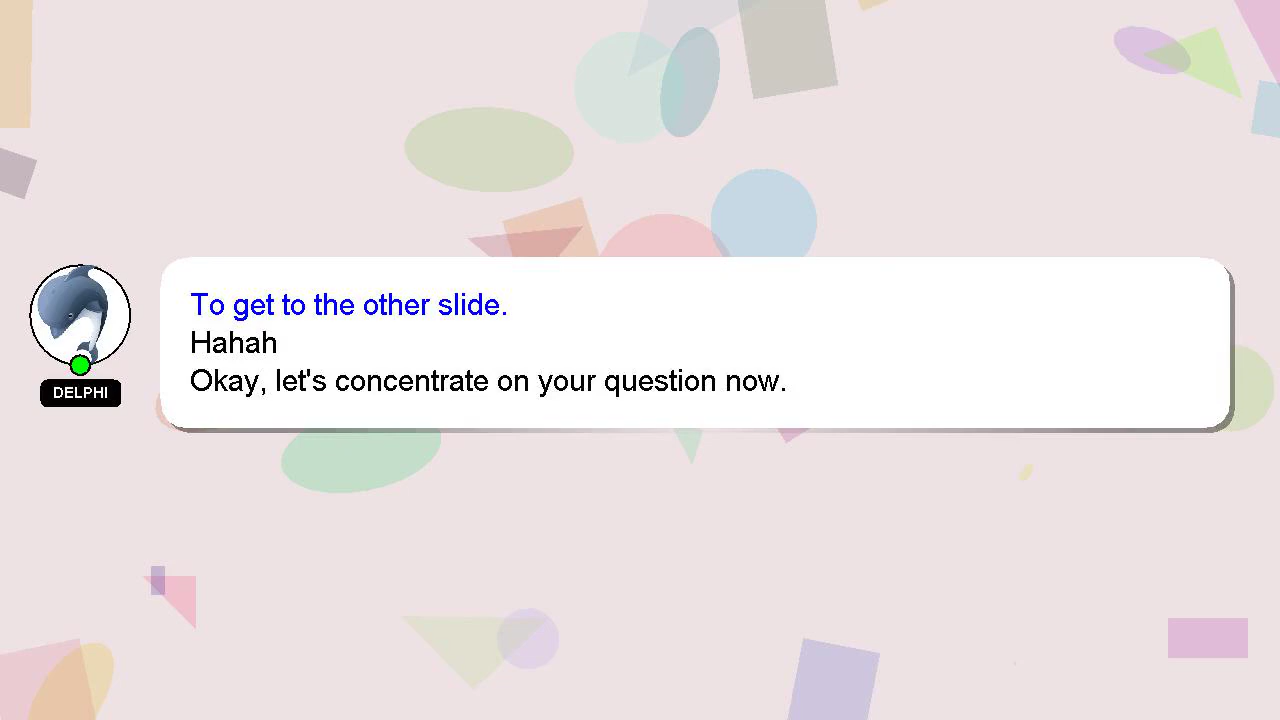 To get to the other slide.
Hahah
Okay, let's concentrate on your question now.
DELPHI